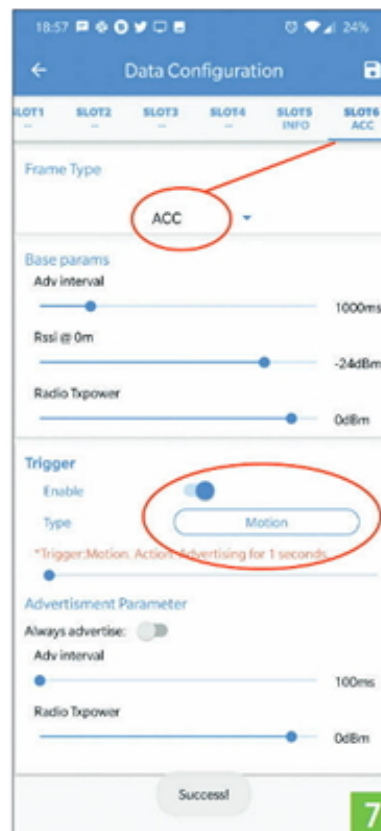 18:57 24%
Data Configuration
SLOT1 SLOT2 SLOT3 SLOT4 SLOT5 SLOT6
-- -- -- -- INFO ACC
Frame Type
ACC
Base params
Adv interval
1000ms
Rssi @ 0m
-24dBm
Radio Txpower
0dBm
Trigger
Enable
Type Motion
*Trigger:Motion. Action: Advertising for 1 seconds.
Advertisment Parameter
Always advertise:
Adv interval
100ms
Radio Txpower
0dBm
Success!
7